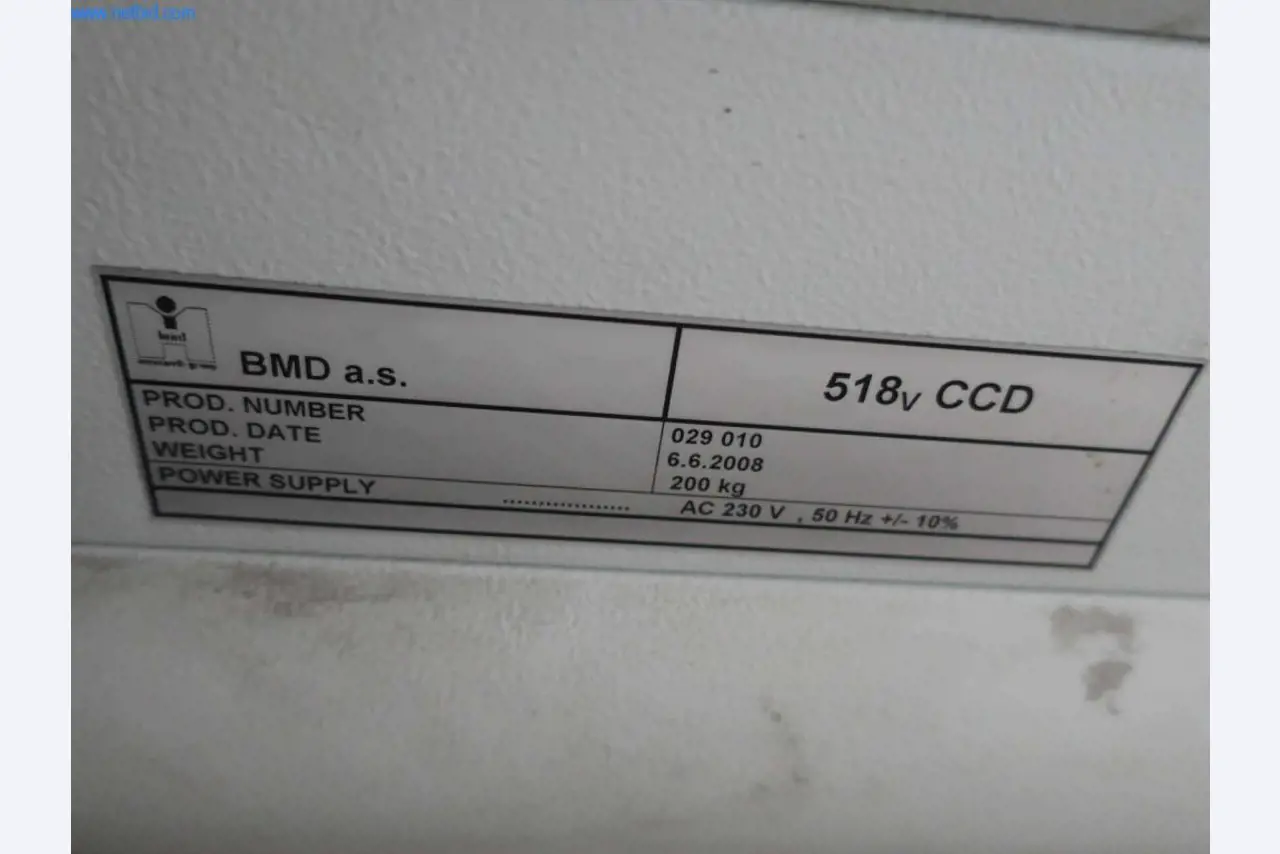 www.netbid.com
BMD a.s.
518V CCD
PROD. NUMBER 029 010
PROD. DATE 6.6.2008
WEIGHT 200 kg
POWER SUPPLY .................. AC 230 V , 50 Hz +/- 10%